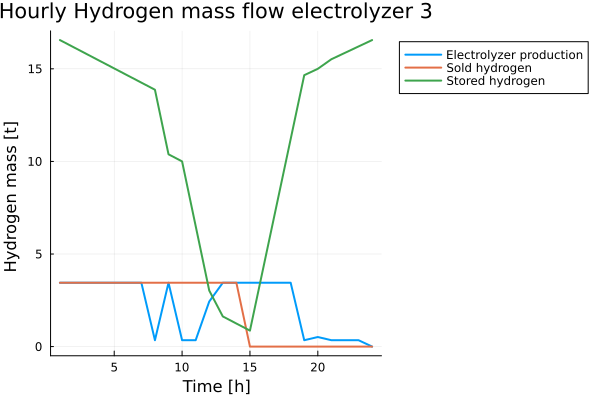 Hourly Hydrogen mass flow electrolyzer 3
Electrolyzer production
Sold hydrogen
Stored hydrogen
Hydrogen mass [t]
15
10
5
0
5
10
15
20
Time [h]